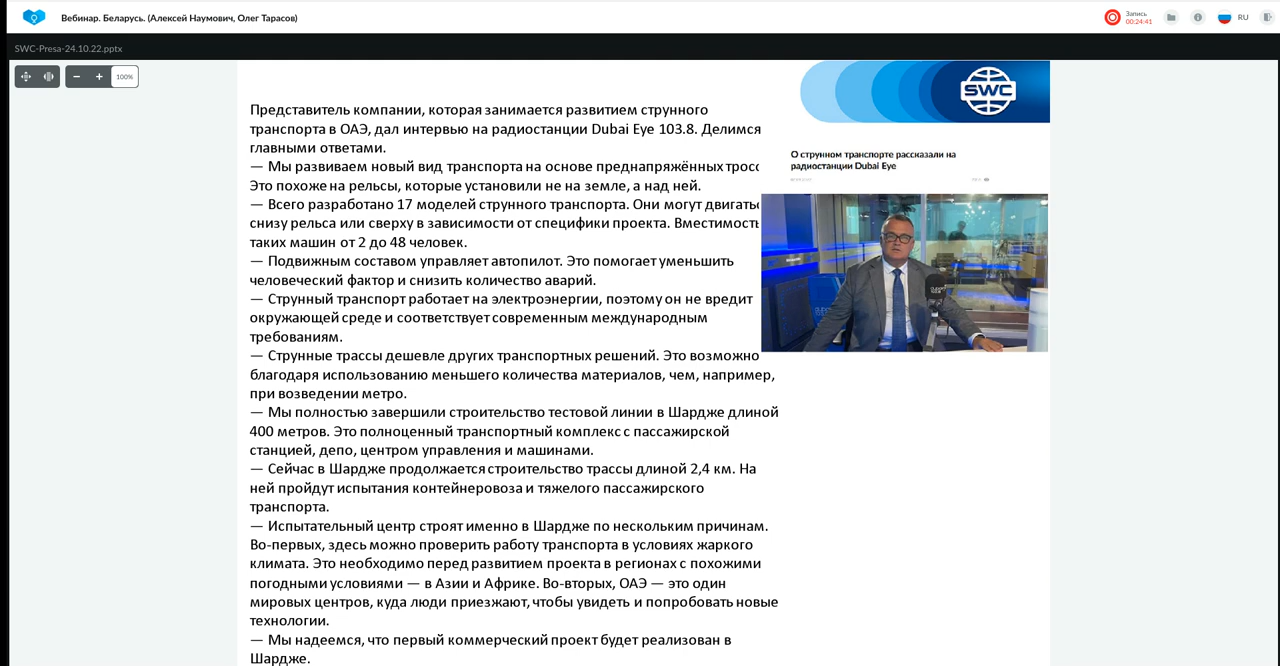 Вебинар. Беларусь. (Алексей Наумович, Олег Тарасов)
Запись
00:24:41
RU
SWC-Presa-24.10.22.pptx
100%
SWC
Представитель компании, которая занимается развитием струнного
транспорта в ОАЭ, дал интервью на радиостанции Dubai Eye 103.8. Делимся
главными ответами.
— Мы развиваем новый вид транспорта на основе преднапряжённых трос
Это похоже на рельсы, которые установили не на земле, а над ней.
— Всего разработано 17 моделей струнного транспорта. Они могут двигатьс
снизу рельса или сверху в зависимости от специфики проекта. Вместимость
таких машин от 2 до 48 человек.
— Подвижным составом управляет автопилот. Это помогает уменьшить
человеческий фактор и снизить количество аварий.
— Струнный транспорт работает на электроэнергии, поэтому он не вредит
окружающей среде и соответствует современным международным
требованиям.
— Струнные трассы дешевле других транспортных решений. Это возможно
благодаря использованию меньшего количества материалов, чем, например,
при возведении метро.
— Мы полностью завершили строительство тестовой линии в Шардже длиной
400 метров. Это полноценный транспортный комплекс с пассажирской
станцией, депо, центром управления и машинами.
— Сейчас в Шардже продолжается строительство трассы длиной 2,4 км. На
ней пройдут испытания контейнеровоза и тяжелого пассажирского
транспорта.
— Испытательный центр строят именно в Шардже по нескольким причинам.
Во-первых, здесь можно проверить работу транспорта в условиях жаркого
климата. Это необходимо перед развитием проекта в регионах с похожими
погодными условиями — в Азии и Африке. Во-вторых, ОАЭ — это один
мировых центров, куда люди приезжают, чтобы увидеть и попробовать новые
технологии.
— Мы надеемся, что первый коммерческий проект будет реализован в
Шардже.
О струнном транспорте рассказали на
радиостанции Dubai Eye